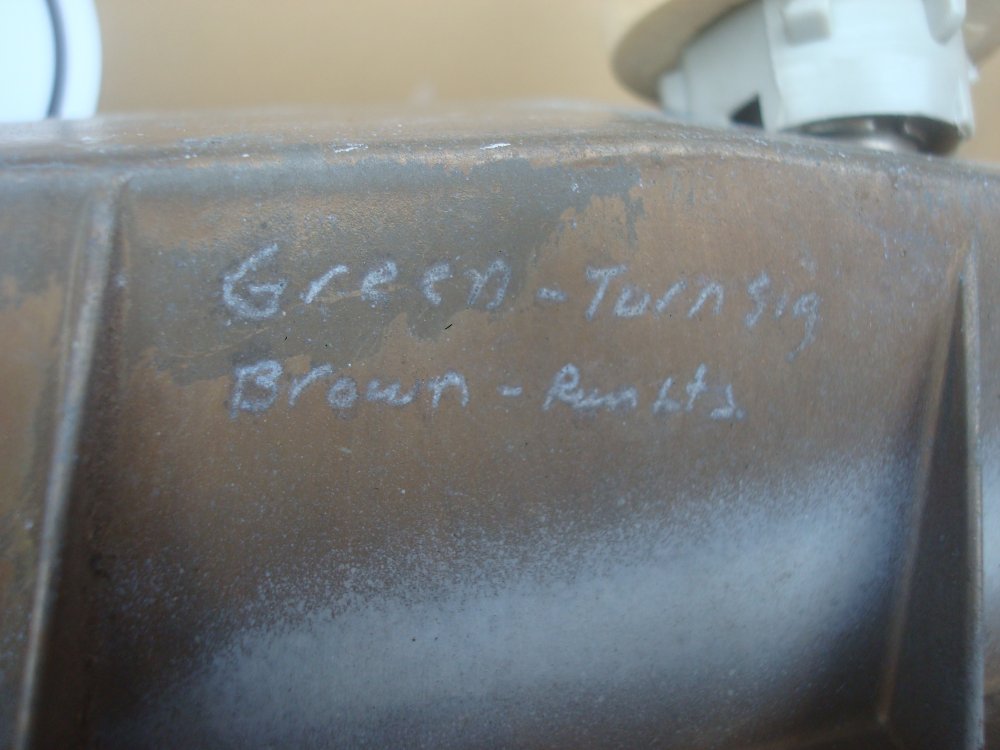 Green - Turn sig
Brown - Run Lts.